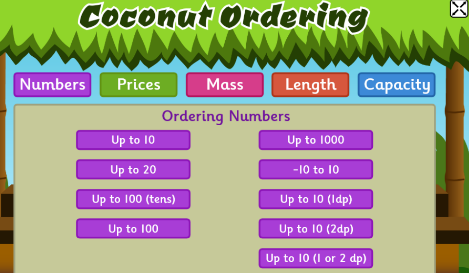 Coconut Ordering
Numbers Prices Mass Length Capacity
Ordering Numbers
Up to 10
Up to 20
Up to 100 (tens)
Up to 100
Up to 1000
-10 to 10
Up to 10 (1dp)
Up to 10 (2dp)
Up to 10 (1 or 2 dp)